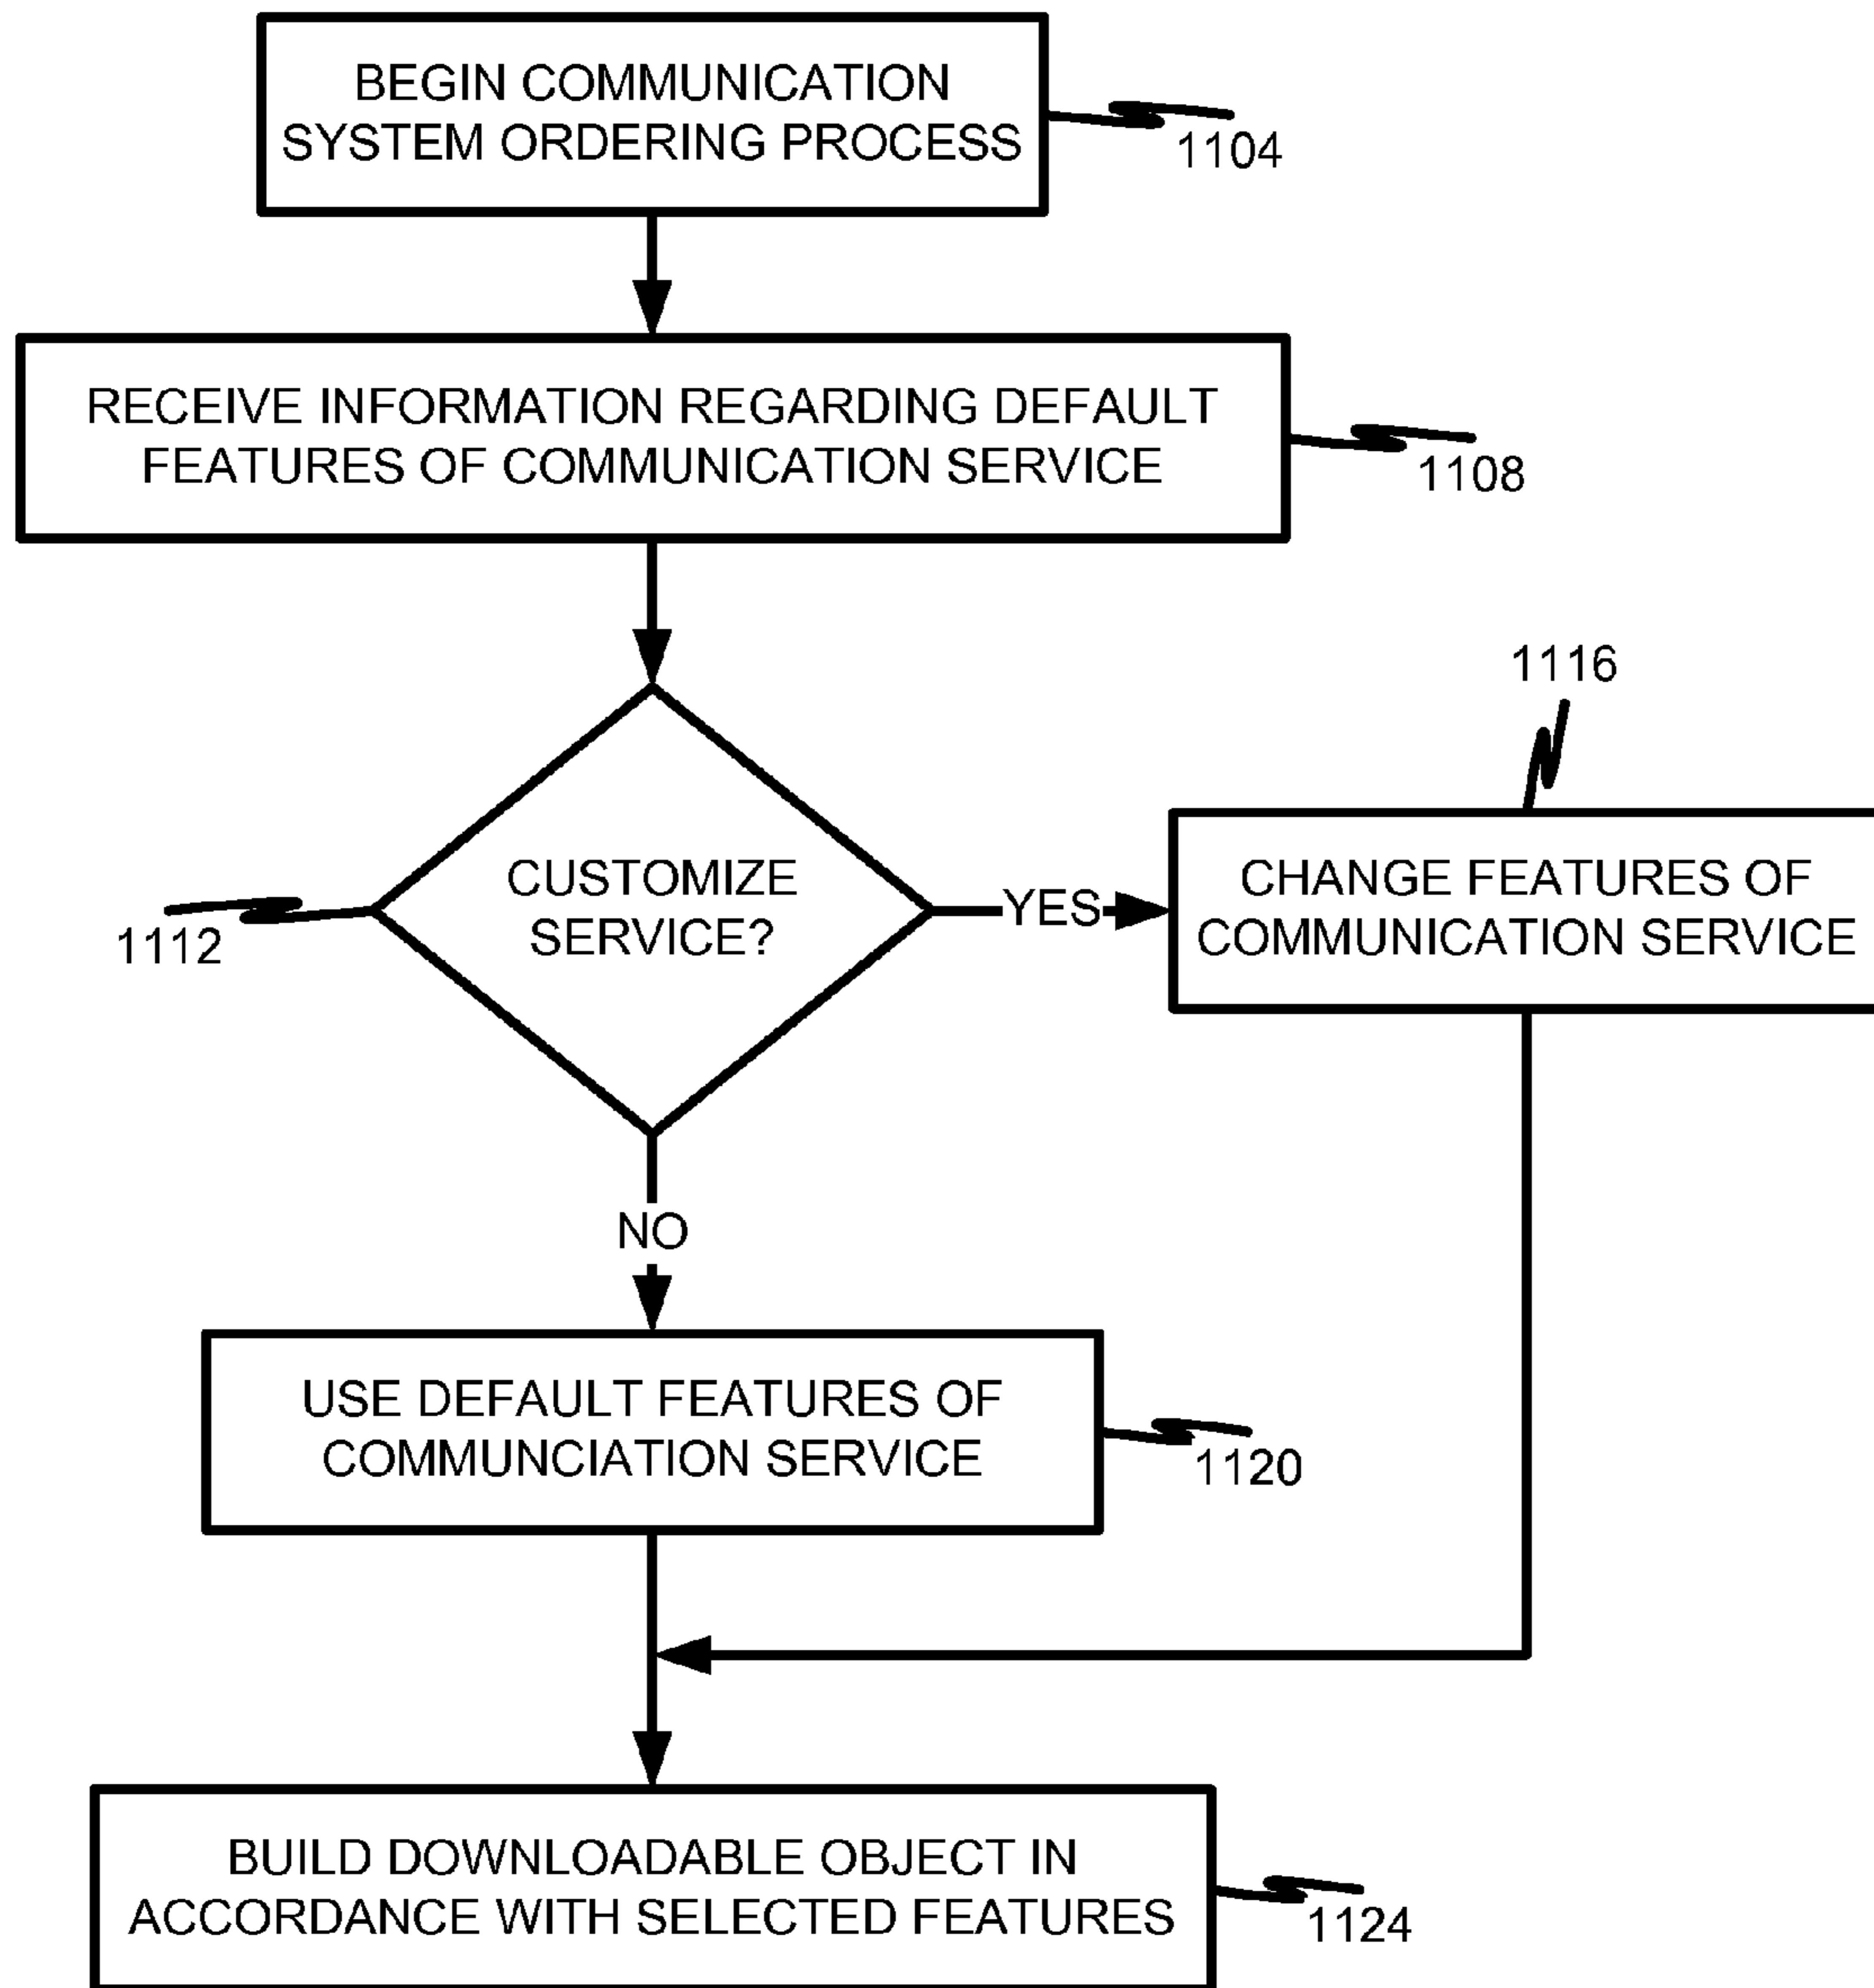 BEGIN COMMUNICATION
SYSTEM ORDERING PROCESS
1104
RECEIVE INFORMATION REGARDING DEFAULT
FEATURES OF COMMUNICATION SERVICE
1108
1116
CUSTOMIZE
SERVICE?
1112
YES
CHANGE FEATURES OF
COMMUNICATION SERVICE
NO
USE DEFAULT FEATURES OF
COMMUNCIATION SERVICE
1120
BUILD DOWNLOADABLE OBJECT IN
ACCORDANCE WITH SELECTED FEATURES
1124